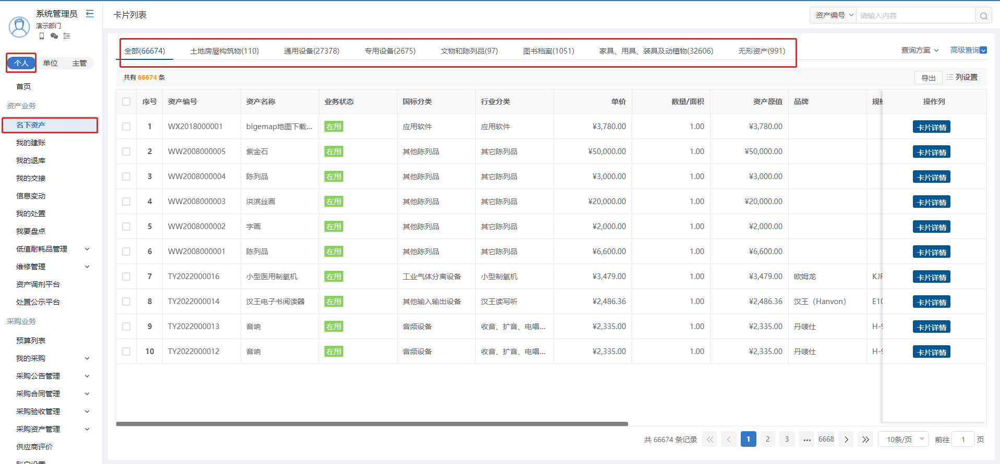 系统管理员
演示部门
个人 单位 主管
首页
资产业务
名下资产
我的建账
我的退库
我的交接
信息变动
我的处置
我要盘点
低值耐耗品管理
维修管理
资产调剂平台
处置公示平台
采购业务
预算列表
我的采购
采购公告管理
采购合同管理
采购验收管理
采购资产管理
供应商评价
账户设置
卡片列表
资产编号 请输入内容
全部(66674) 土地房屋构筑物(110) 通用设备(27378) 专用设备(2675) 文物和陈列品(97) 图书档案(1051) 家具、用具、装具及动植物(32606) 无形资产(991) 查询方案 高级查询
共有 66674 条 导出 列设置
序号 资产编号 资产名称 业务状态 国标分类 行业分类 单价 数量/面积 资产原值 品牌 规格 操作列
1 WX2018000001 bigemap地图下载... 在用 应用软件 应用软件 ¥3,780.00 1.00 ¥3,780.00 卡片详情
2 WW2008000005 紫金石 在用 其他陈列品 其它陈列品 ¥50,000.00 1.00 ¥50,000.00 卡片详情
3 WW2008000004 陈列品 在用 其他陈列品 其它陈列品 ¥3,000.00 1.00 ¥3,000.00 卡片详情
4 WW2008000003 洪滨丝画 在用 其他陈列品 其它陈列品 ¥20,000.00 1.00 ¥20,000.00 卡片详情
5 WW2008000002 字画 在用 其他陈列品 其它陈列品 ¥2,000.00 1.00 ¥2,000.00 卡片详情
6 WW2008000001 陈列品 在用 其他陈列品 其它陈列品 ¥6,600.00 1.00 ¥6,600.00 卡片详情
7 TY2022000016 小型医用制氧机 在用 工业气体分离设备 小型制氧机 ¥3,479.00 1.00 ¥3,479.00 欧姆龙 KJF 卡片详情
8 TY2022000014 汉王电子书阅读器 在用 其他输入输出设备 汉王读写听 ¥2,486.36 1.00 ¥2,486.36 汉王（Hanvon） E10 卡片详情
9 TY2022000013 音响 在用 音频设备 收音、扩音、电唱... ¥2,335.00 1.00 ¥2,335.00 丹唛仕 H-9 卡片详情
10 TY2022000012 音响 在用 音频设备 收音、扩音、电唱... ¥2,335.00 1.00 ¥2,335.00 丹唛仕 H-9 卡片详情
共 66674 条记录 1 2 3 ... 6668 10条/页 前往 1 页